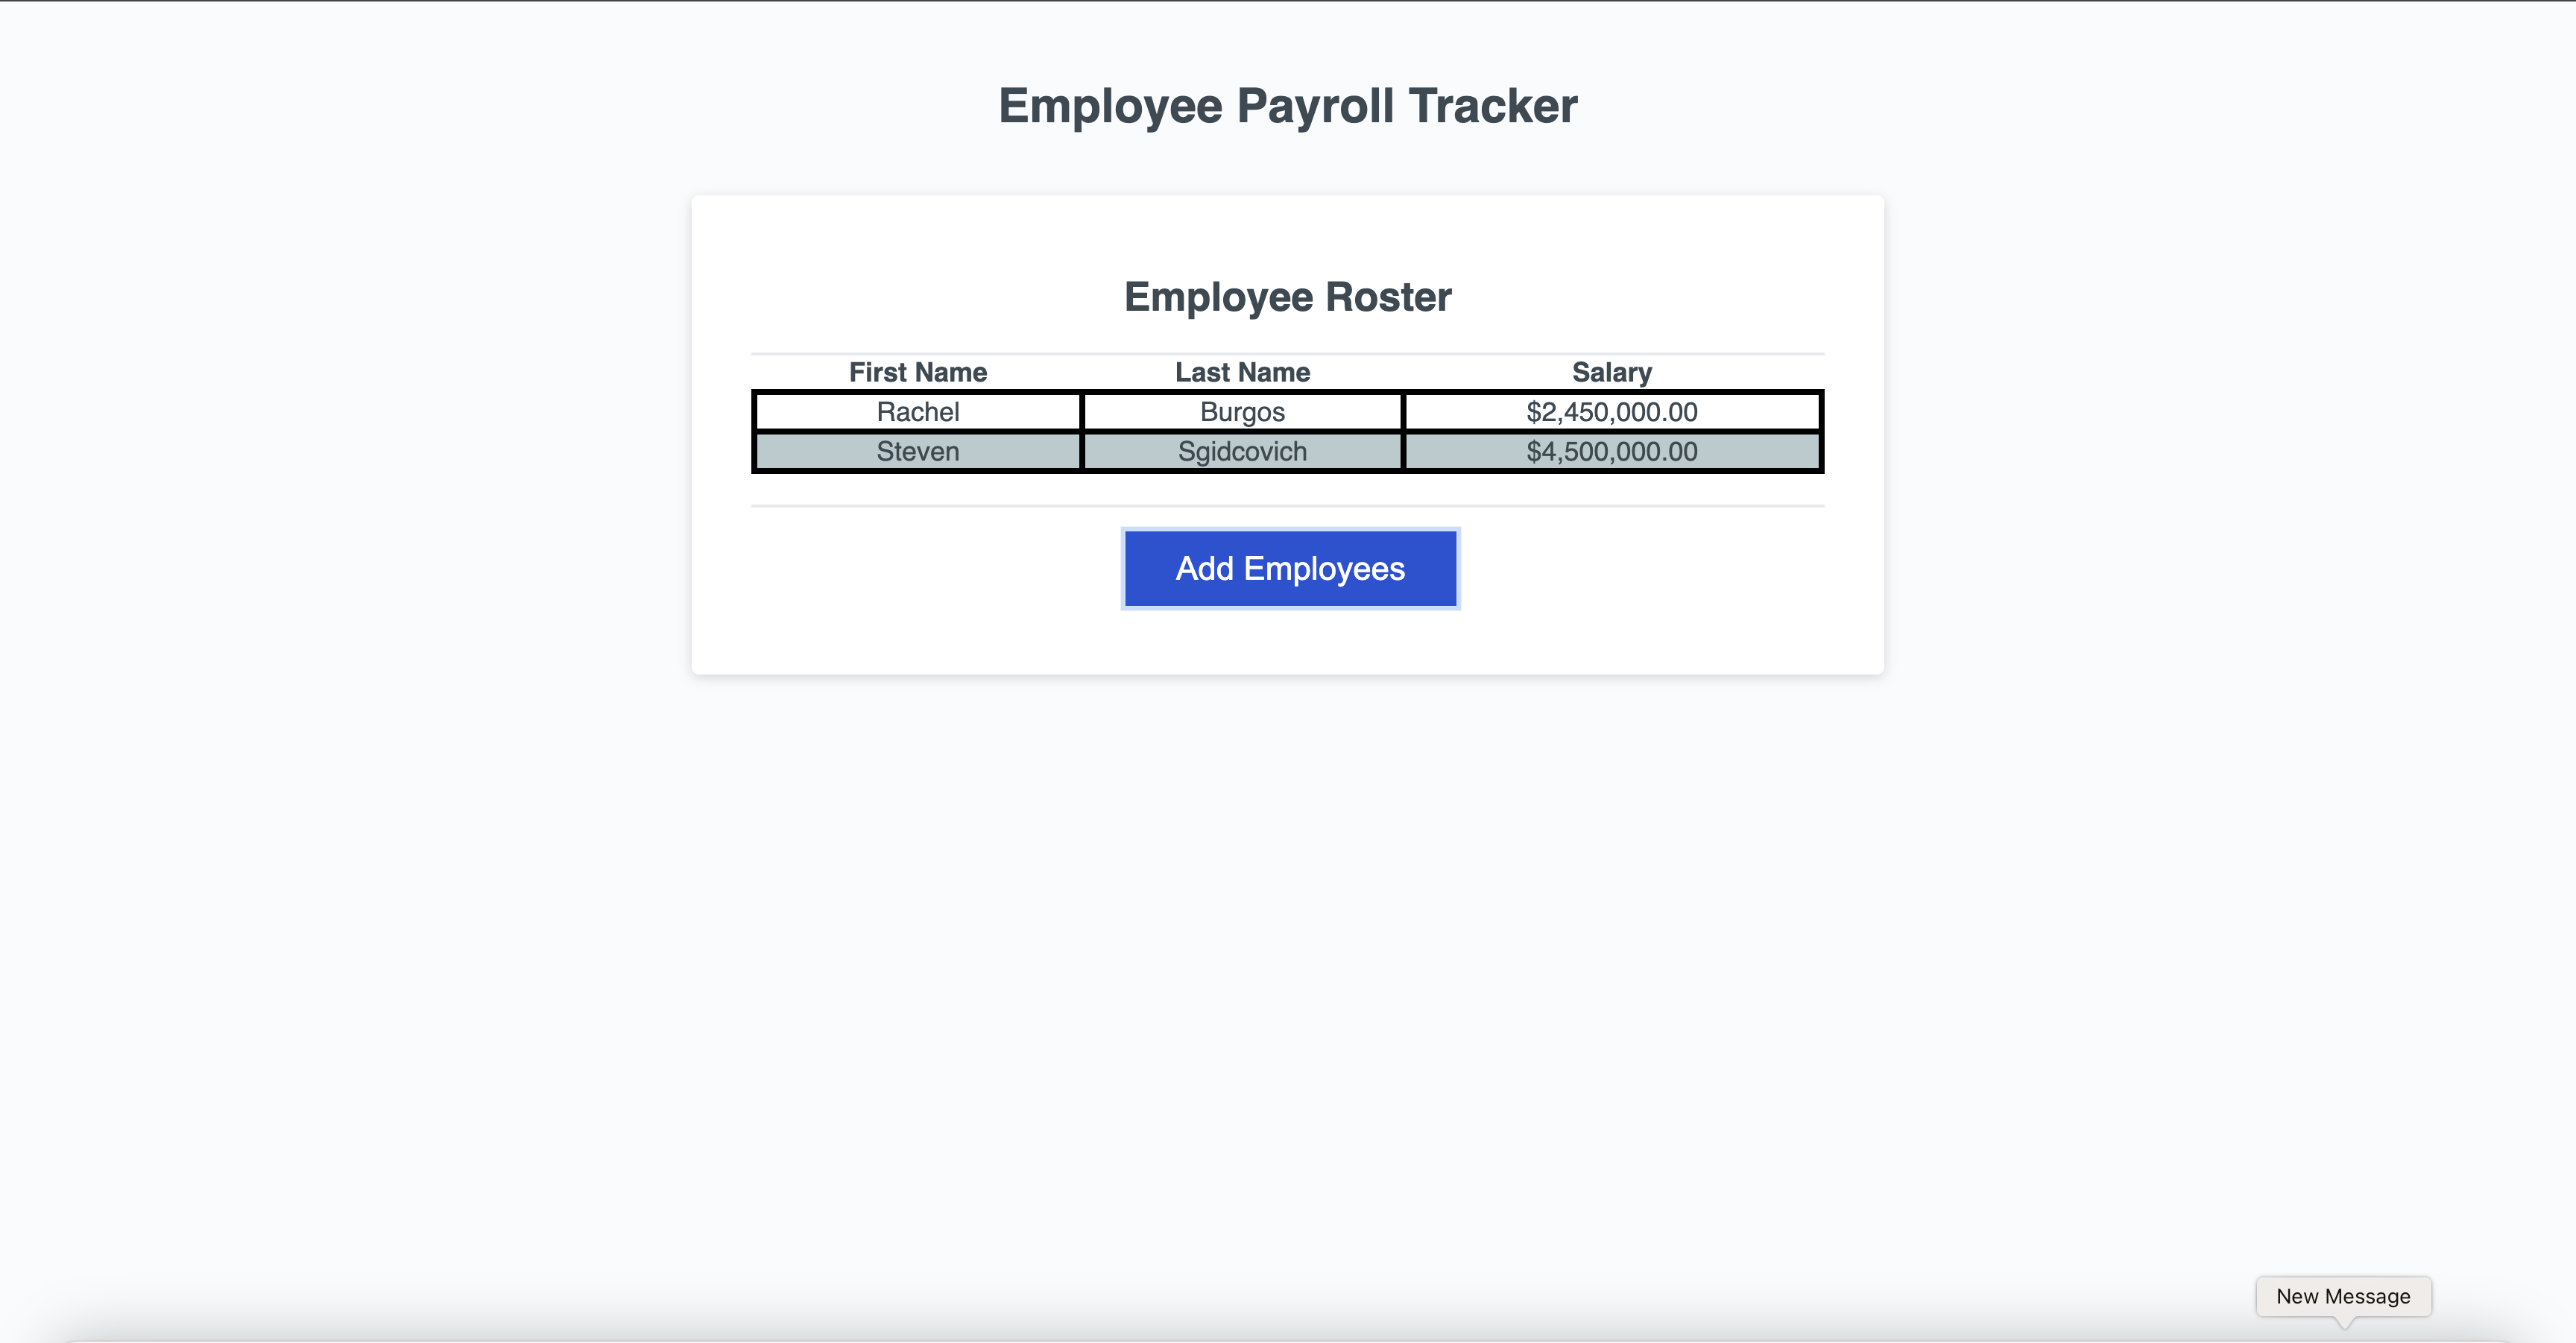 Employee Payroll Tracker
Employee Roster
First Name Last Name Salary
Rachel Burgos $2,450,000.00
Steven Sgidcovich $4,500,000.00
Add Employees
New Message